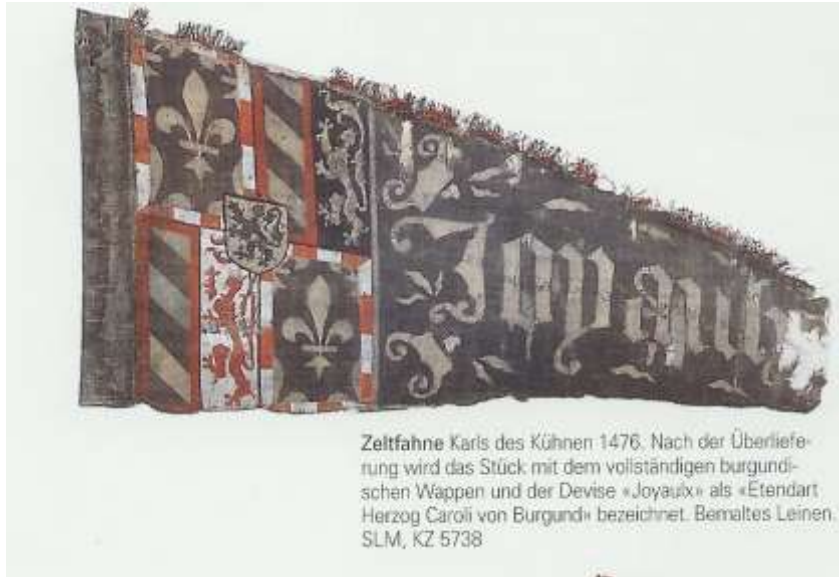 Joyaulx
Zeltfahne Karls des Kühnen 1476. Nach der Überliefe-
rung wird das Stück mit dem vollständigen burgundi-
schen Wappen und der Devise «Joyaulx» als «Etendart
Herzog Caroli von Burgund» bezeichnet. Bemaltes Leinen.
SLM, KZ 5738